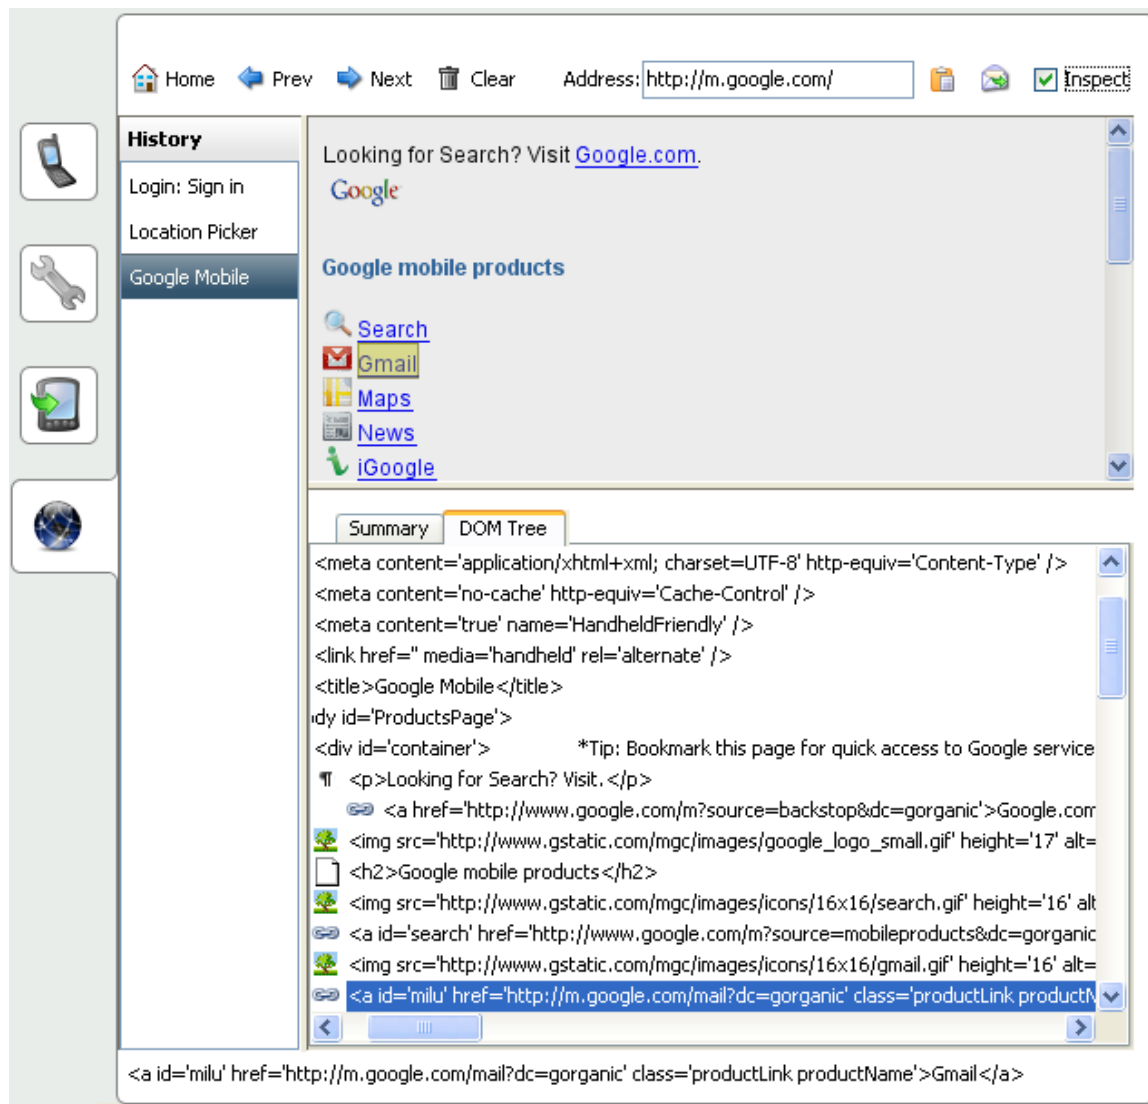 Home Prev Next Clear Address: http://m.google.com/ Inspect
History
Login: Sign in
Location Picker
Google Mobile
Looking for Search? Visit Google.com.
Google
Google mobile products
Search
Gmail
Maps
News
iGoogle
Summary DOM Tree
<meta content='application/xhtml+xml; charset=UTF-8' http-equiv='Content-Type' />
<meta content='no-cache' http-equiv='Cache-Control' />
<meta content='true' name='HandheldFriendly' />
<link href='' media='handheld' rel='alternate' />
<title>Google Mobile</title>
dy id='ProductsPage'>
<div id='container'> *Tip: Bookmark this page for quick access to Google service
¶ <p>Looking for Search? Visit.</p>
<a href='http://www.google.com/m?source=backstop&dc=gorganic'>Google.com
<img src='http://www.gstatic.com/mgc/images/google_logo_small.gif' height='17' alt=
<h2>Google mobile products</h2>
<img src='http://www.gstatic.com/mgc/images/icons/16x16/search.gif' height='16' alt
<a id='search' href='http://www.google.com/m?source=mobileproducts&dc=gorganic
<img src='http://www.gstatic.com/mgc/images/icons/16x16/gmail.gif' height='16' alt=
<a id='milu' href='http://m.google.com/mail?dc=gorganic' class='productLink productN
<a id='milu' href='http://m.google.com/mail?dc=gorganic' class='productLink productName'>Gmail</a>